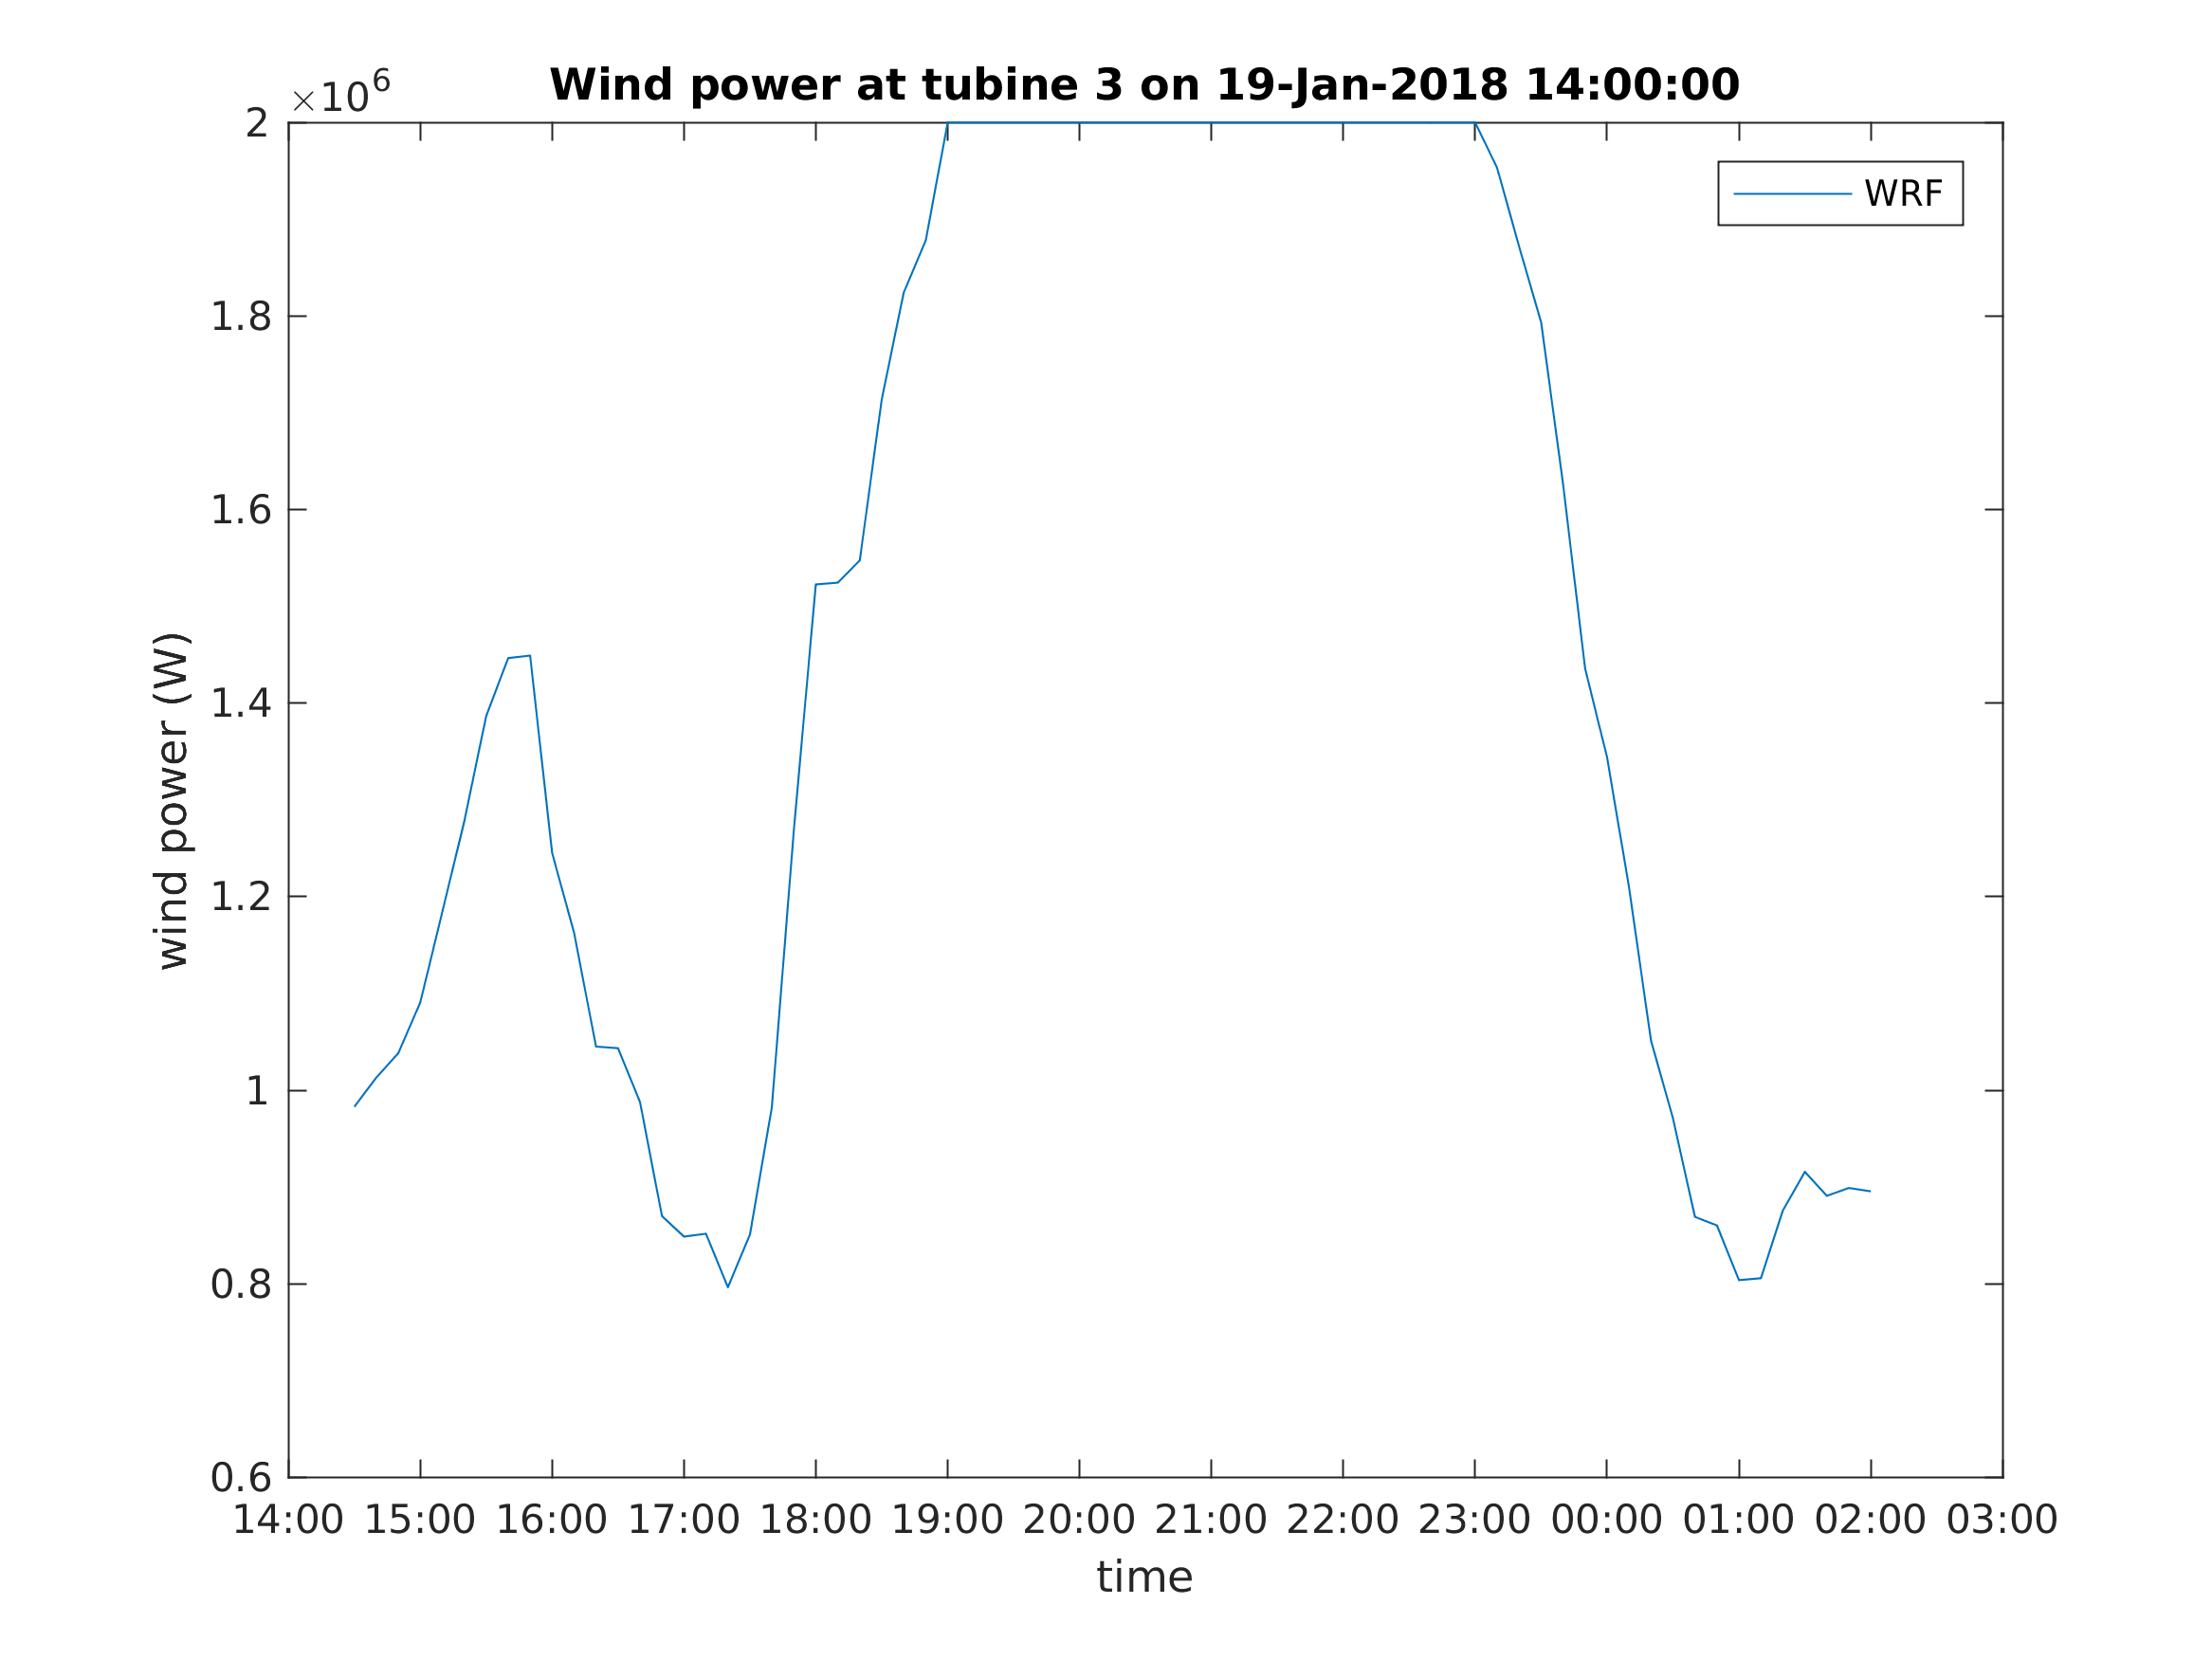 ×10⁶
Wind power at tubine 3 on 19-Jan-2018 14:00:00
WRF
2
1.8
1.6
1.4
1.2
1
0.8
0.6
wind power (W)
14:00 15:00 16:00 17:00 18:00 19:00 20:00 21:00 22:00 23:00 00:00 01:00 02:00 03:00
time